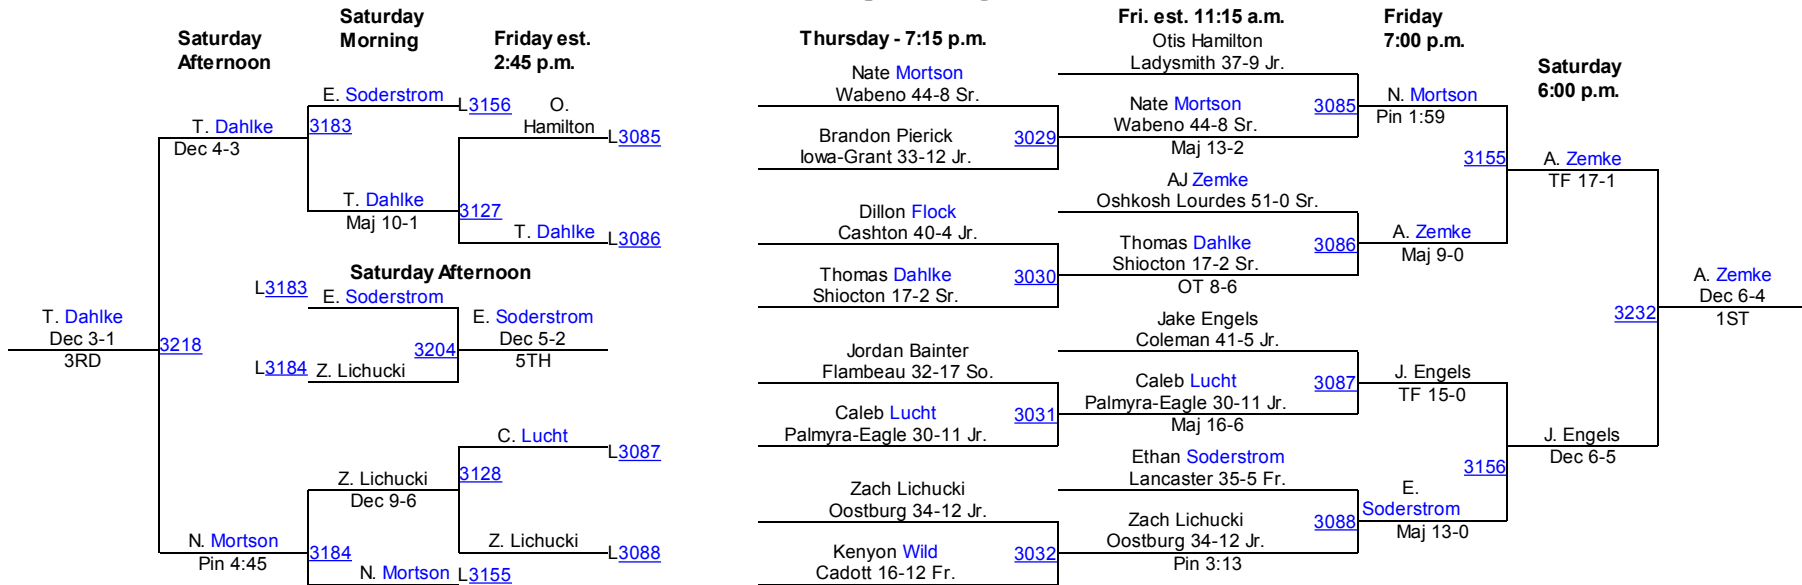 Saturday
Afternoon
Saturday
Morning
Friday est.
2:45 p.m.
E. Soderstrom
L3156
O.
Hamilton
L3085
T. Dahlke
Dec 4-3
3183
T. Dahlke
Maj 10-1
3127
T. Dahlke
L3086
Saturday Afternoon
L3183
E. Soderstrom
T. Dahlke
Dec 3-1
3RD
3218
E. Soderstrom
Dec 5-2
5TH
3204
L3184
Z. Lichucki
C. Lucht
L3087
Z. Lichucki
Dec 9-6
3128
Z. Lichucki
L3088
N. Mortson
Pin 4:45
3184
N. Mortson
L3155
Thursday - 7:15 p.m.
Nate Mortson
Wabeno 44-8 Sr.
Brandon Pierick
Iowa-Grant 33-12 Jr.
3029
Dillon Flock
Cashton 40-4 Jr.
Thomas Dahlke
Shiocton 17-2 Sr.
3030
Jordan Bainter
Flambeau 32-17 So.
Caleb Lucht
Palmyra-Eagle 30-11 Jr.
3031
Zach Lichucki
Oostburg 34-12 Jr.
Kenyon Wild
Cadott 16-12 Fr.
3032
Fri. est. 11:15 a.m.
Otis Hamilton
Ladysmith 37-9 Jr.
Nate Mortson
Wabeno 44-8 Sr.
Maj 13-2
3085
AJ Zemke
Oshkosh Lourdes 51-0 Sr.
Thomas Dahlke
Shiocton 17-2 Sr.
OT 8-6
3086
Jake Engels
Coleman 41-5 Jr.
Caleb Lucht
Palmyra-Eagle 30-11 Jr.
Maj 16-6
3087
Ethan Soderstrom
Lancaster 35-5 Fr.
Zach Lichucki
Oostburg 34-12 Jr.
Pin 3:13
3088
Friday
7:00 p.m.
N. Mortson
Pin 1:59
3155
A. Zemke
Maj 9-0
J. Engels
TF 15-0
3156
E.
Soderstrom
Maj 13-0
Saturday
6:00 p.m.
A. Zemke
TF 17-1
3232
J. Engels
Dec 6-5
A. Zemke
Dec 6-4
1ST